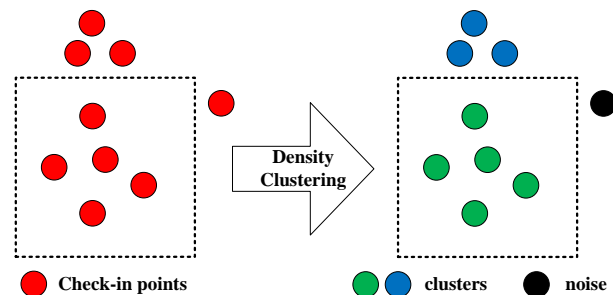 Density
Clustering
Check-in points
clusters
noise